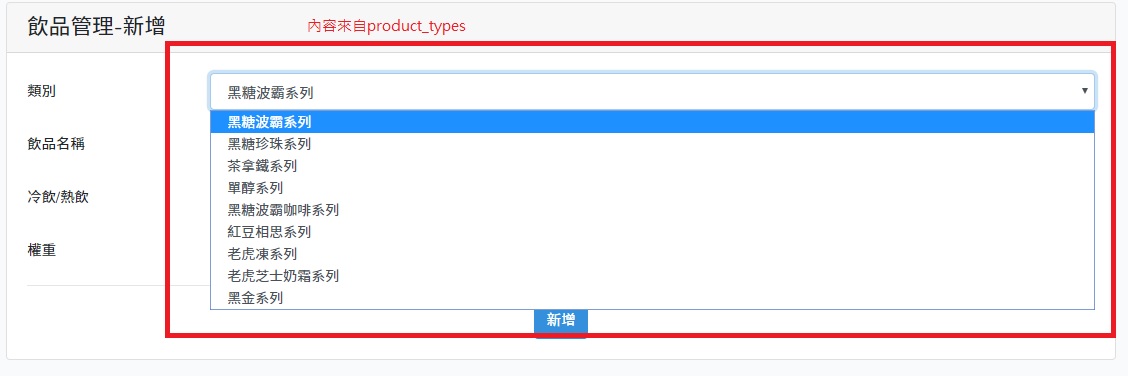 飲品管理-新增
內容來自product_types
類別
黑糖波霸系列
黑糖波霸系列
黑糖珍珠系列
飲品名稱
茶拿鐵系列
單醇系列
冷飲/熱飲
黑糖波霸咖啡系列
紅豆相思系列
權重
老虎凍系列
老虎芝士奶霜系列
黑金系列
新增